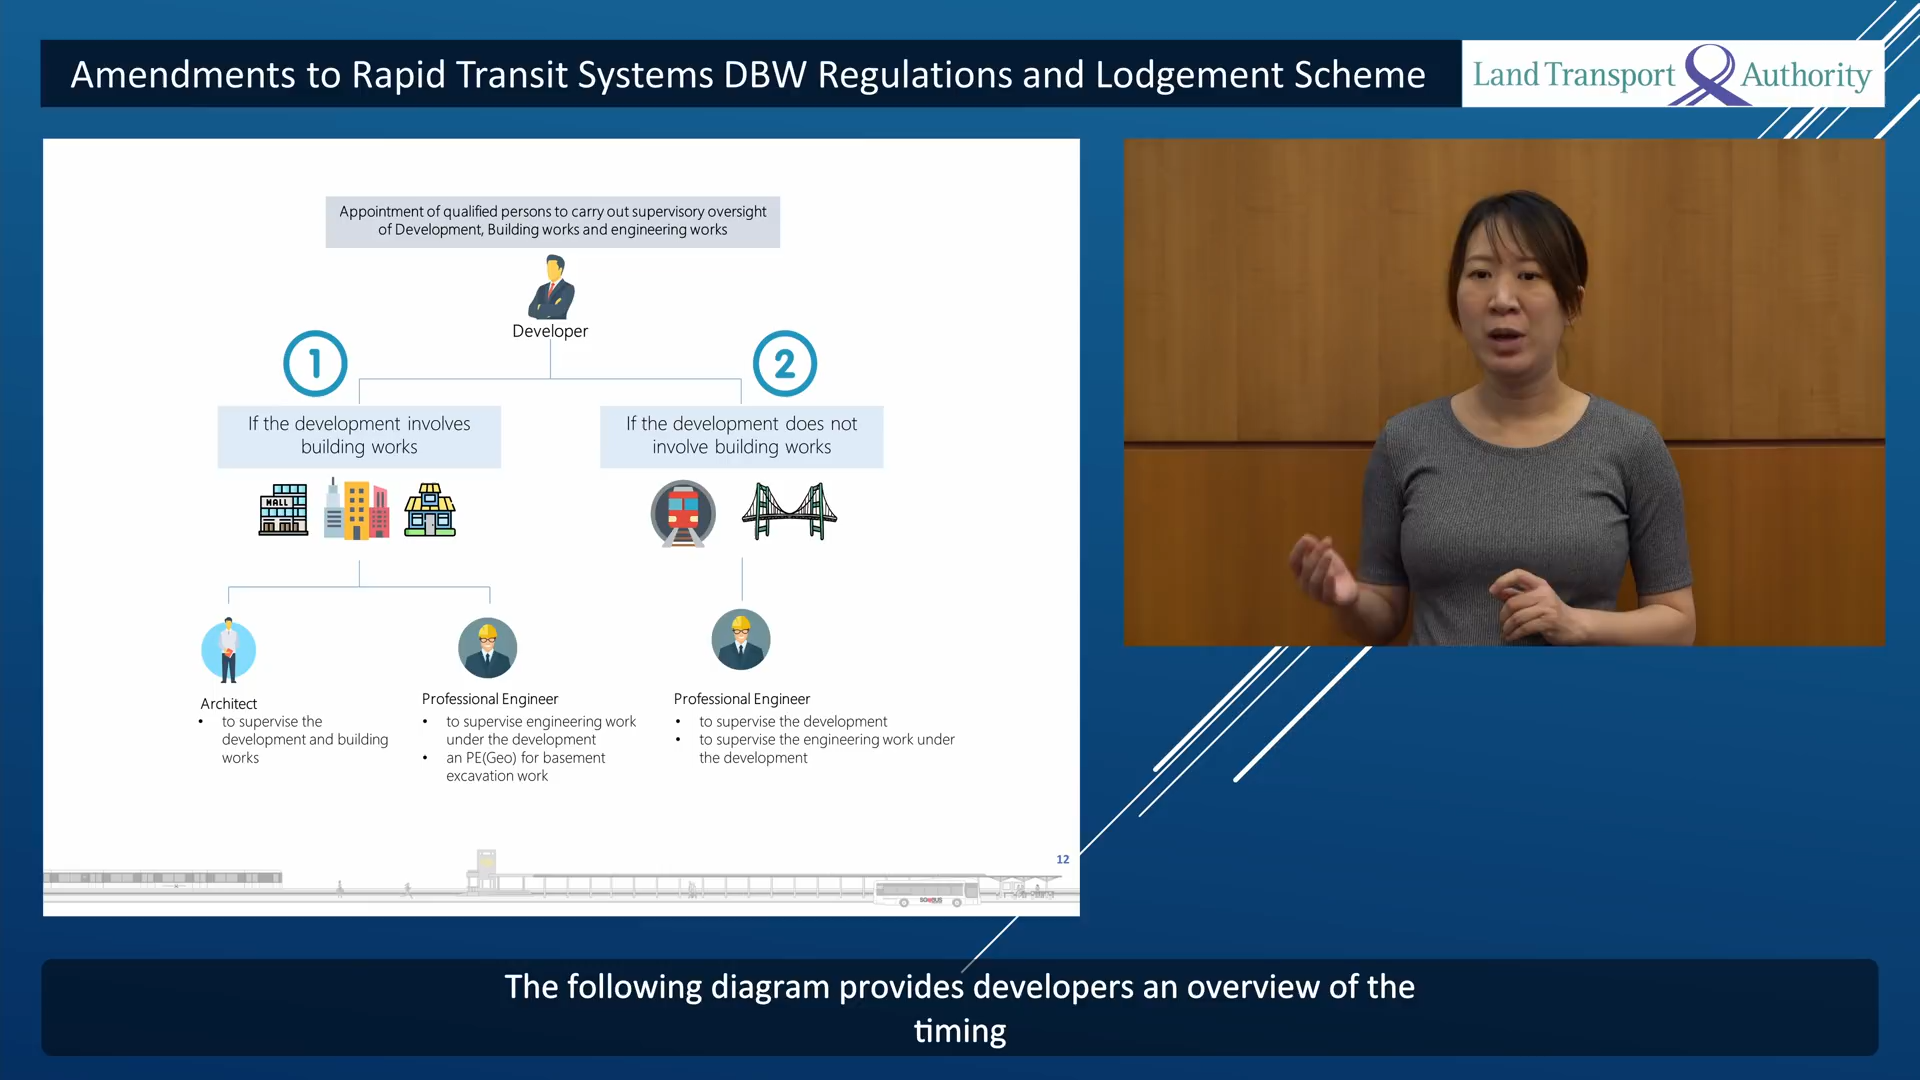 Amendments to Rapid Transit Systems DBW Regulations and Lodgement Scheme
Land Transport Authority
Appointment of qualified persons to carry out supervisory oversight
of Development, Building works and engineering works
Developer
1
2
If the development involves
building works
If the development does not
involve building works
HALL
Architect
• to supervise the
development and building
works
Professional Engineer
• to supervise engineering work
under the development
• an PE(Geo) for basement
excavation work
Professional Engineer
• to supervise the development
• to supervise the engineering work under
the development
12
The following diagram provides developers an overview of the
timing